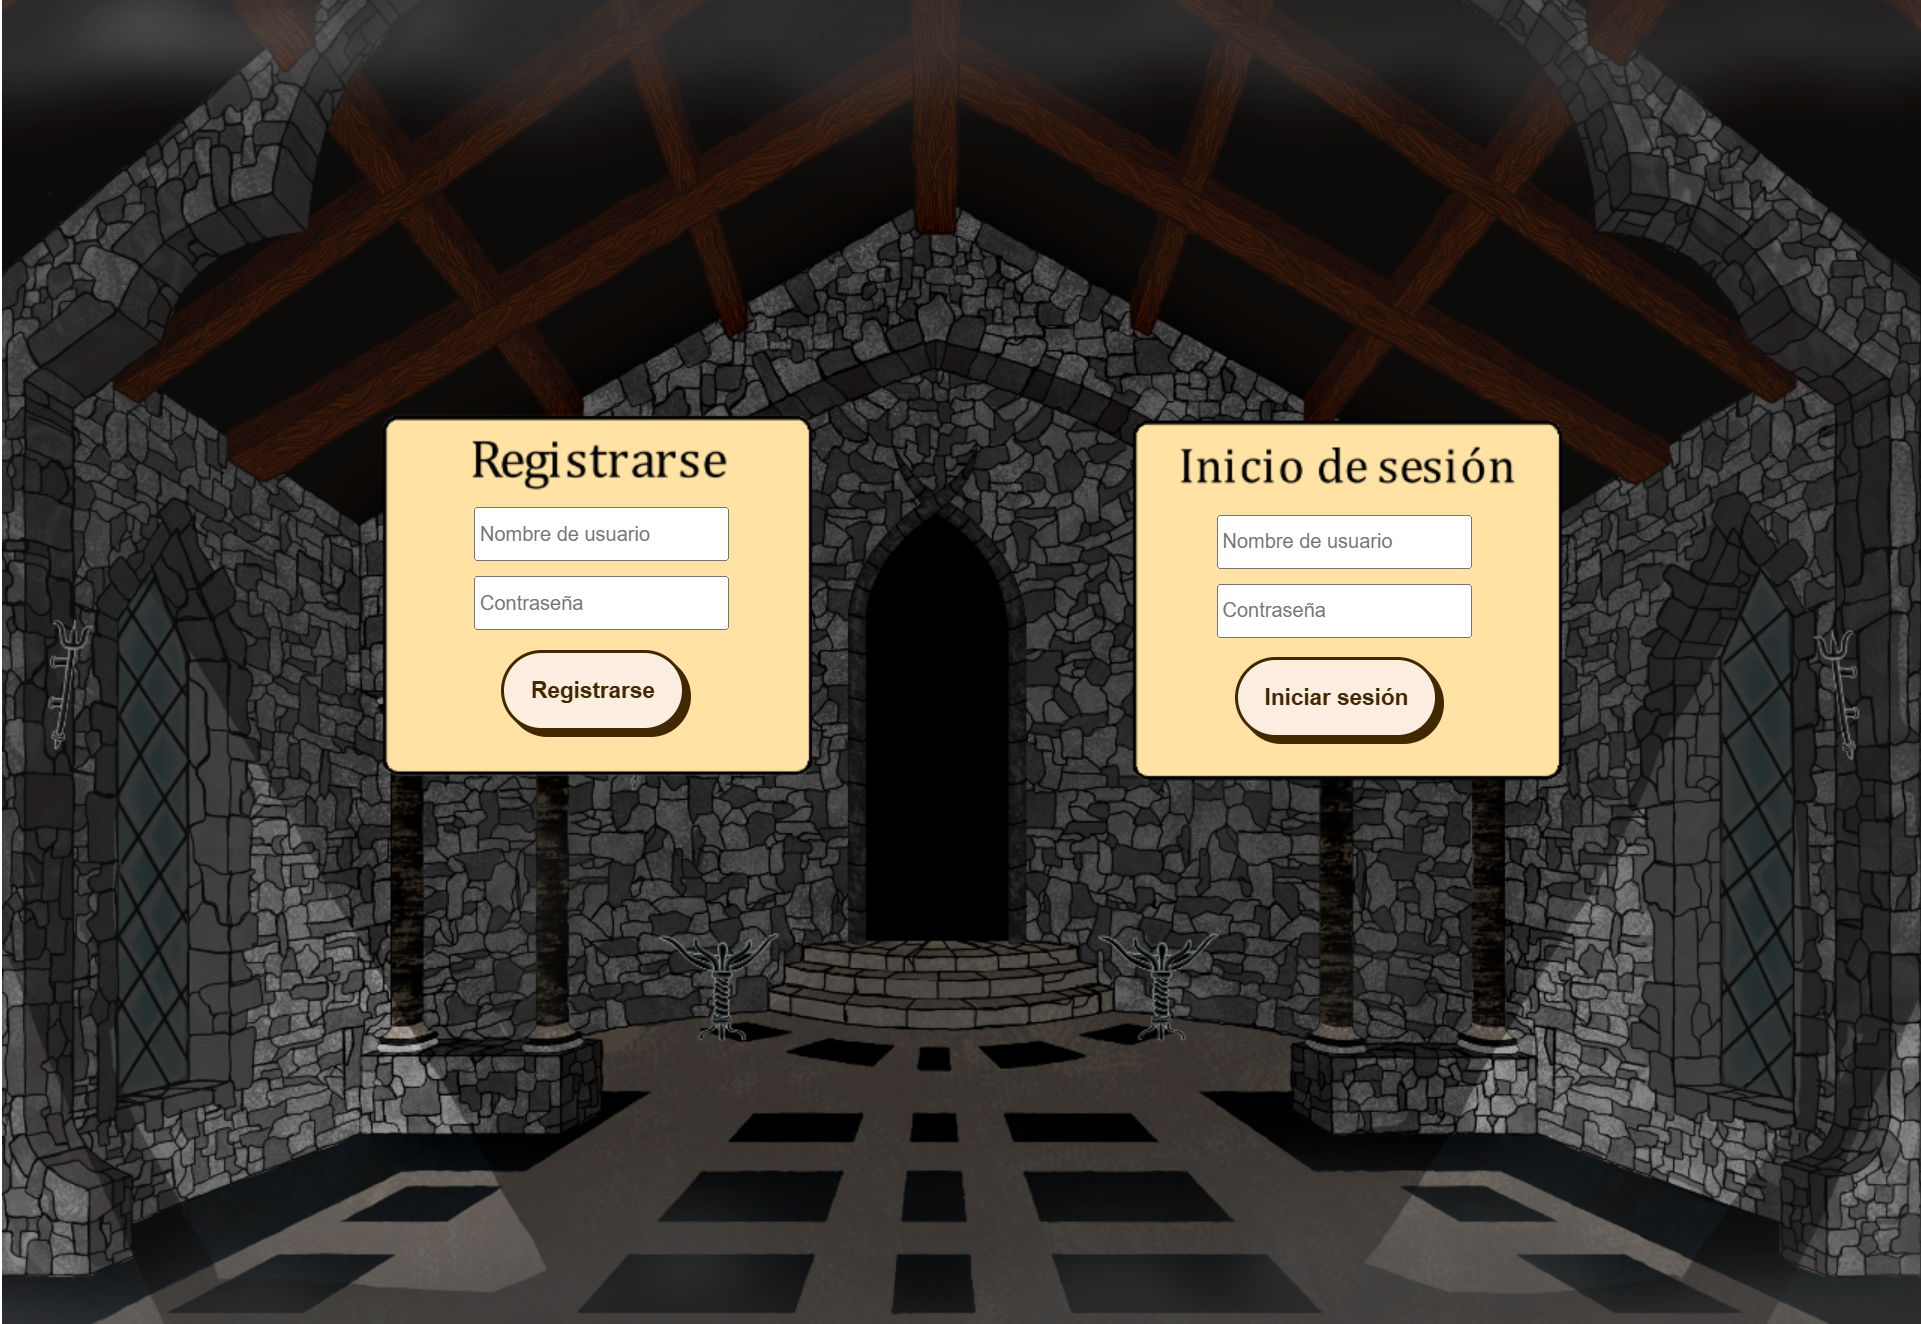 Registrarse
Nombre de usuario
Contraseña
Registrarse
Inicio de sesión
Nombre de usuario
Contraseña
Iniciar sesión